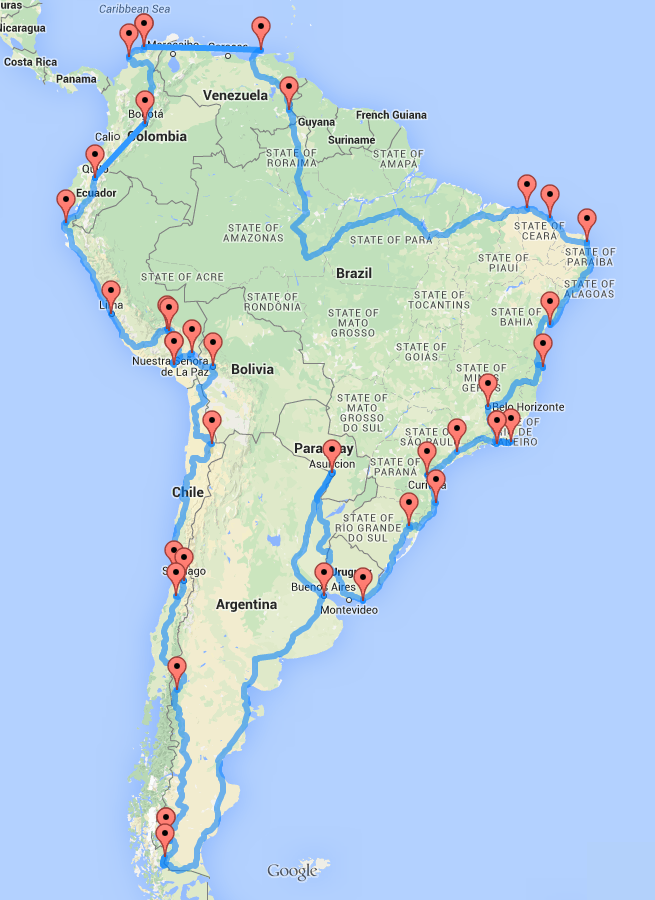 Caribbean Sea
uras
Nicaragua
Costa Rica
Panama
Maracaibo
Caracas
Venezuela
Guyana
French Guiana
Suriname
Bogotá
Calio
Colombia
STATE OF
RORAIMA
STATE OF
AMAPÁ
Quito
Ecuador
STATE OF
AMAZONAS
STATE OF PARÁ
STATE OF
CEARÁ
STATE OF
PARAÍBA
STATE OF
PIAUÍ
STATE OF ACRE
Brazil
STATE OF
ALAGOAS
Lima
STATE OF
RONDÔNIA
STATE OF
TOCANTINS
STATE OF
MATO
GROSSO
STATE OF
BAHIA
STATE OF
GOIÁS
Nuestra Señora
de La Paz
Bolivia
STATE OF
MINAS
GERAIS
STATE OF
MATO
GROSSO
DO SUL
Belo Horizonte
STATE OF
SÃO PAULO
STATE OF
RIO DE
JANEIRO
Paraguay
Asuncion
STATE OF
PARANÁ
Curitiba
Chile
STATE OF
RIO GRANDE
DO SUL
Santiago
Uruguay
Buenos Aires
Argentina
Montevideo
Google